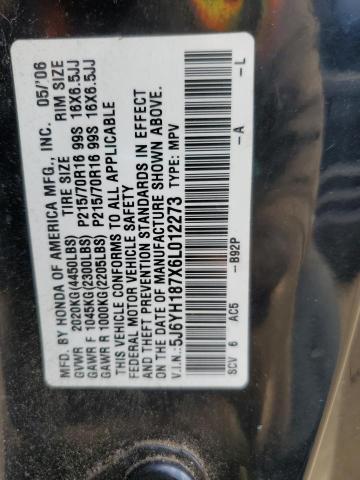 MFD. BY HONDA OF AMERICA MFG., INC. 05/'06
TIRE SIZE RIM SIZE
GVWR 2020KG(4450LBS)
GAWR F 1045KG(2300LBS) P215/70R16 99S 16X6.5JJ
GAWR R 1000KG(2205LBS) P215/70R16 99S 16X6.5JJ
THIS VEHICLE CONFORMS TO ALL APPLICABLE
FEDERAL MOTOR VEHICLE SAFETY
AND THEFT PREVENTION STANDARDS IN EFFECT
ON THE DATE OF MANUFACTURE SHOWN ABOVE.
V.I.N.: 5J6YH187X6L012273 TYPE: MPV
SCV 6 AC5 -B92P -A -L